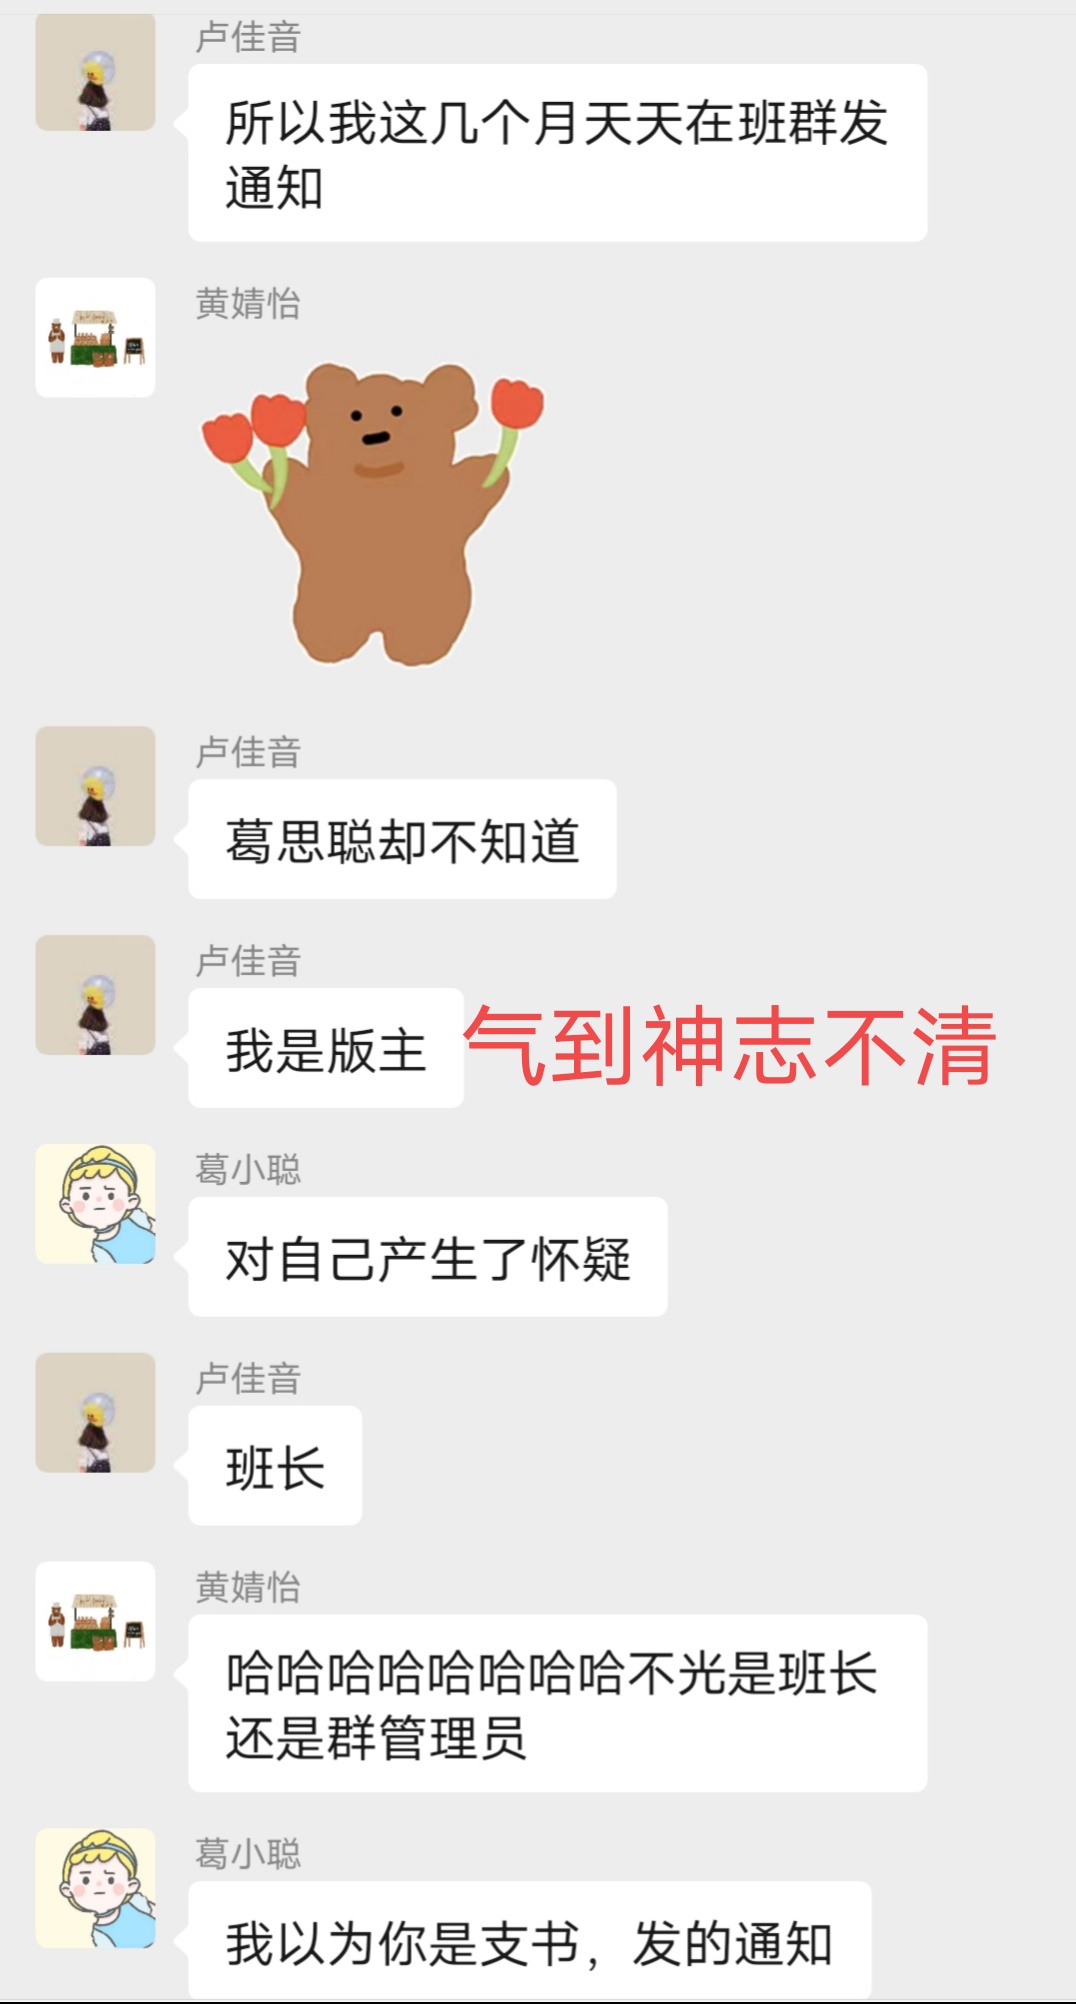 卢佳音
所以我这几个月天天在班群发
通知
黄婧怡
卢佳音
葛思聪却不知道
卢佳音
我是版主
气到神志不清
葛小聪
对自己产生了怀疑
卢佳音
班长
黄婧怡
哈哈哈哈哈哈哈哈不光是班长
还是群管理员
葛小聪
我以为你是支书，发的通知